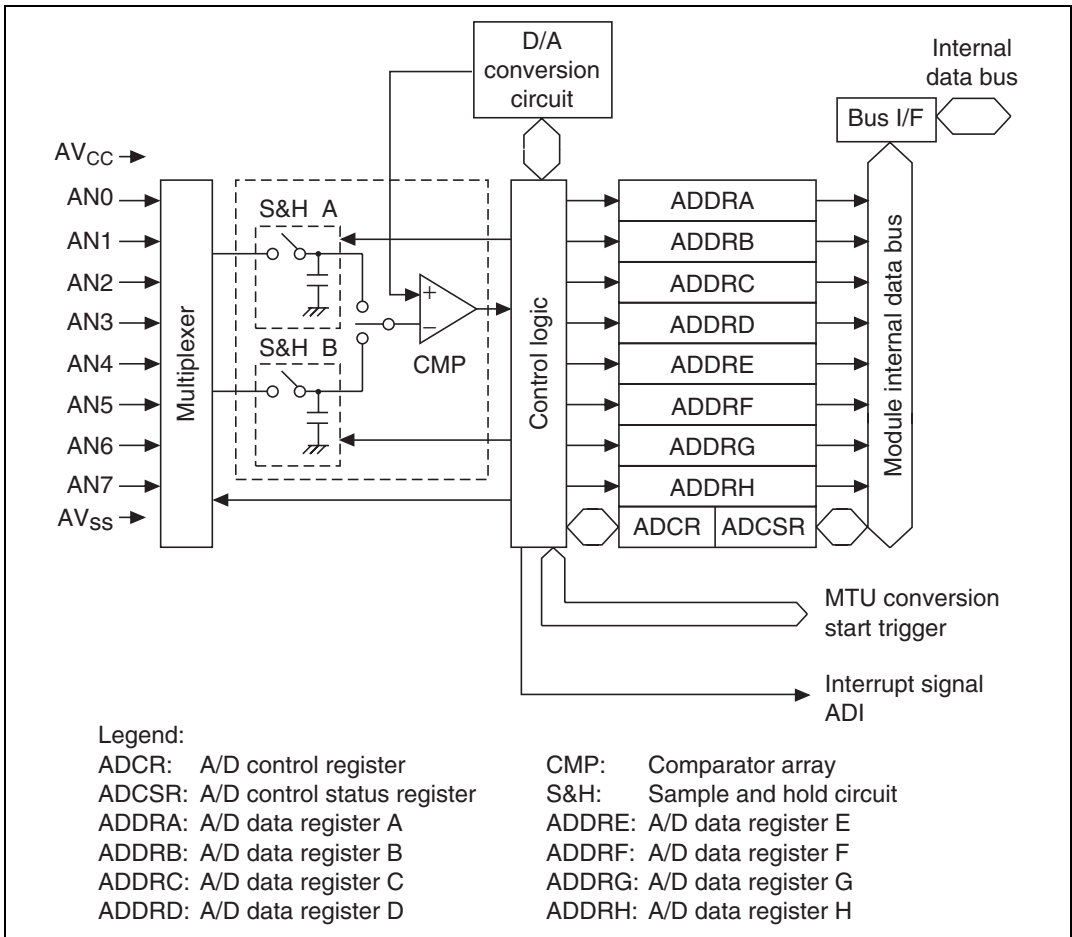 D/A
conversion
circuit
Internal
data bus
Bus I/F
AVCC
AN0
AN1
AN2
AN3
AN4
AN5
AN6
AN7
AVSS
Multiplexer
S&H A
S&H B
+
−
CMP
Control logic
ADDRA
ADDRB
ADDRC
ADDRD
ADDRE
ADDRF
ADDRG
ADDRH
ADCR
ADCSR
Module internal data bus
MTU conversion
start trigger
Interrupt signal
ADI
Legend:
ADCR: A/D control register
ADCSR: A/D control status register
ADDRA: A/D data register A
ADDRB: A/D data register B
ADDRC: A/D data register C
ADDRD: A/D data register D
CMP: Comparator array
S&H: Sample and hold circuit
ADDRE: A/D data register E
ADDRF: A/D data register F
ADDRG: A/D data register G
ADDRH: A/D data register H